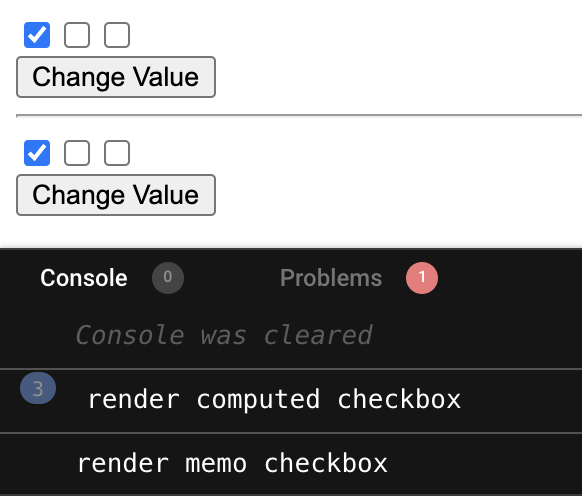 Change Value
Change Value
Console 0 Problems 1
Console was cleared
3 render computed checkbox
render memo checkbox